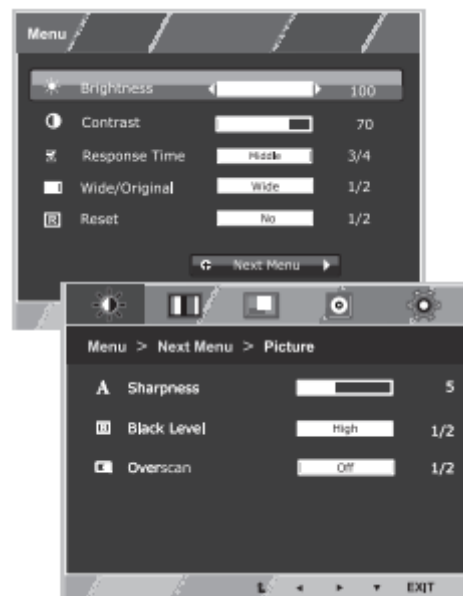 Menu
Brightness 100
Contrast 70
Response Time Middle 3/4
Wide/Original Wide 1/2
R Reset No 1/2
Next Menu
Menu > Next Menu > Picture
A Sharpness 5
Black Level High 1/2
Overscan Off 1/2
EXIT